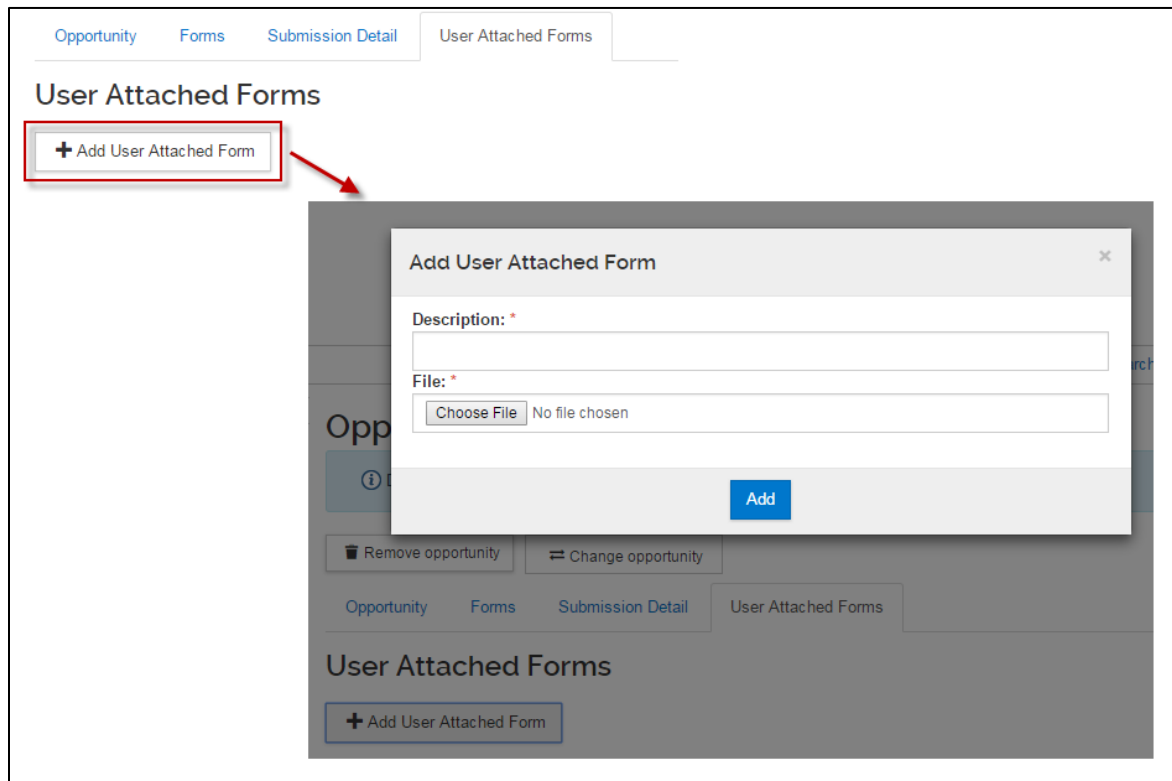 Opportunity Forms Submission Detail User Attached Forms
User Attached Forms
+ Add User Attached Form
Add User Attached Form ×
Description: *
File: *
Choose File No file chosen
Opp
Add
Remove opportunity Change opportunity
Opportunity Forms Submission Detail User Attached Forms
User Attached Forms
+ Add User Attached Form